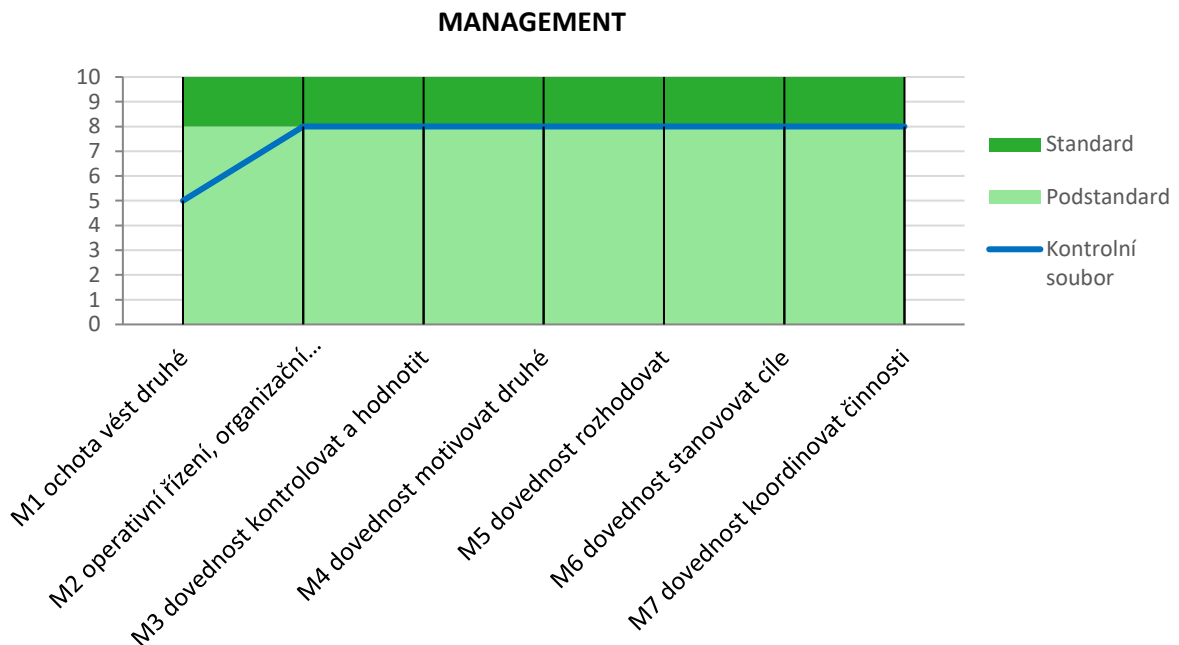 MANAGEMENT
10
9
8
7
6
5
4
3
2
1
0
Standard
Podstandard
Kontrolní
soubor
M1 ochota vést druhé
M2 operativní řízení, organizační…
M3 dovednost kontrolovat a hodnotit
M4 dovednost motivovat druhé
M5 dovednost rozhodovat
M6 dovednost stanovovat cíle
M7 dovednost koordinovat činnosti